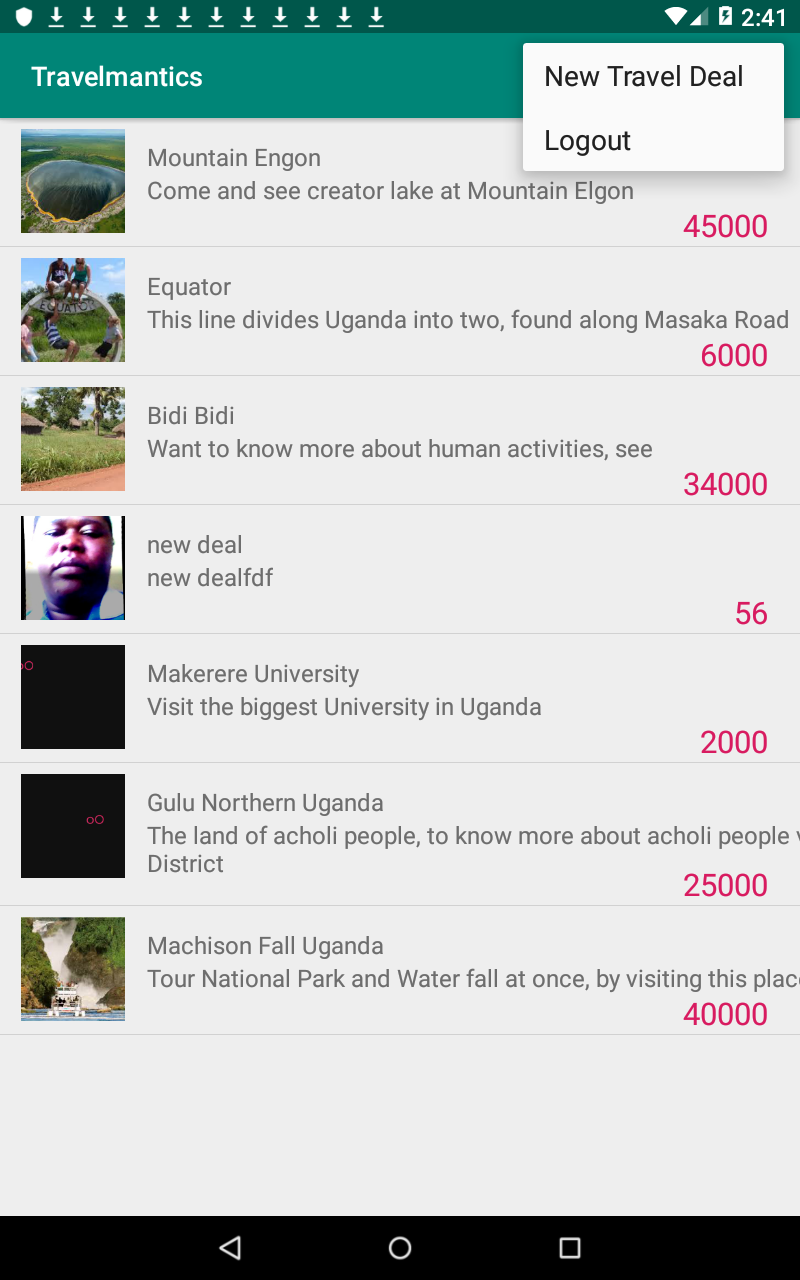 2:41
Travelmantics
New Travel Deal
Logout
Mountain Engon
Come and see creator lake at Mountain Elgon
45000
EQUATOR
Equator
This line divides Uganda into two, found along Masaka Road
6000
Bidi Bidi
Want to know more about human activities, see
34000
new deal
new dealfdf
56
Makerere University
Visit the biggest University in Uganda
2000
Gulu Northern Uganda
The land of acholi people, to know more about acholi people
District
25000
Machison Fall Uganda
Tour National Park and Water fall at once, by visiting this
40000